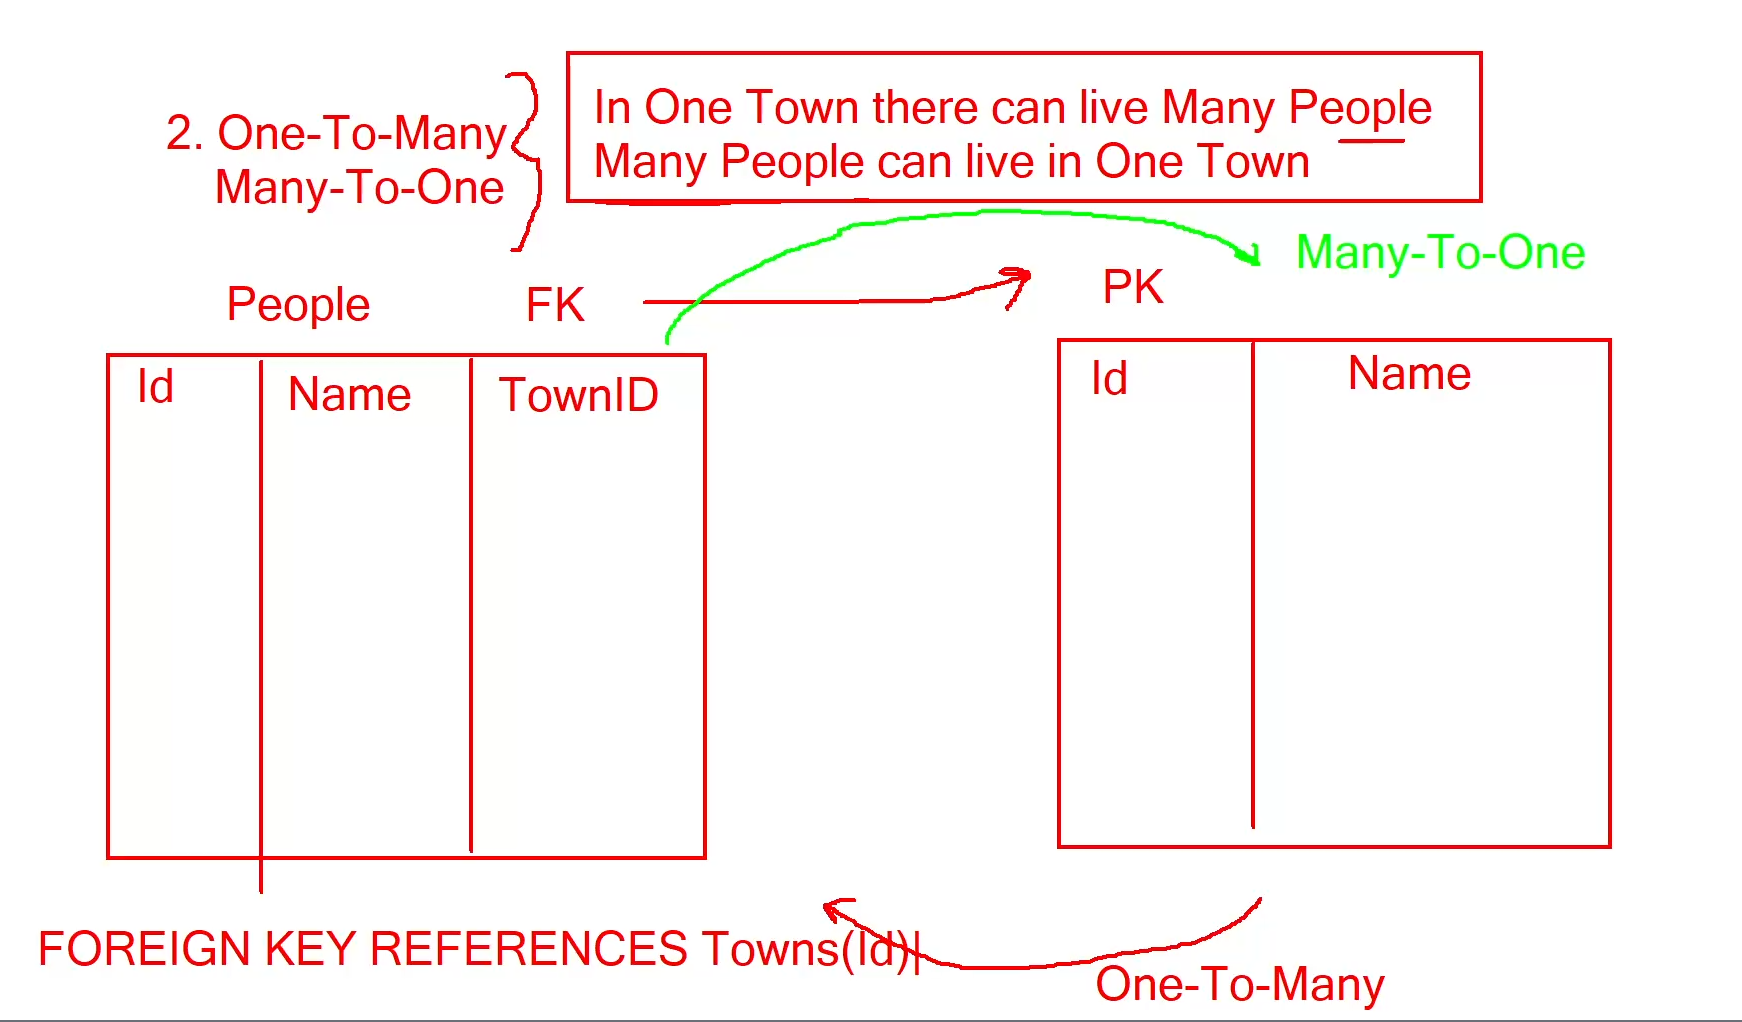 2. One-To-Many
Many-To-One
In One Town there can live Many People
Many People can live in One Town
Many-To-One
People
FK
PK
Id
Name
TownID
Id
Name
FOREIGN KEY REFERENCES Towns(Id)
One-To-Many